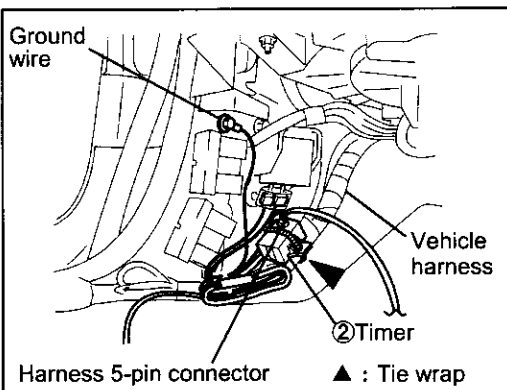 Ground
wire
Vehicle
harness
②Timer
Harness 5-pin connector
▲ : Tie wrap